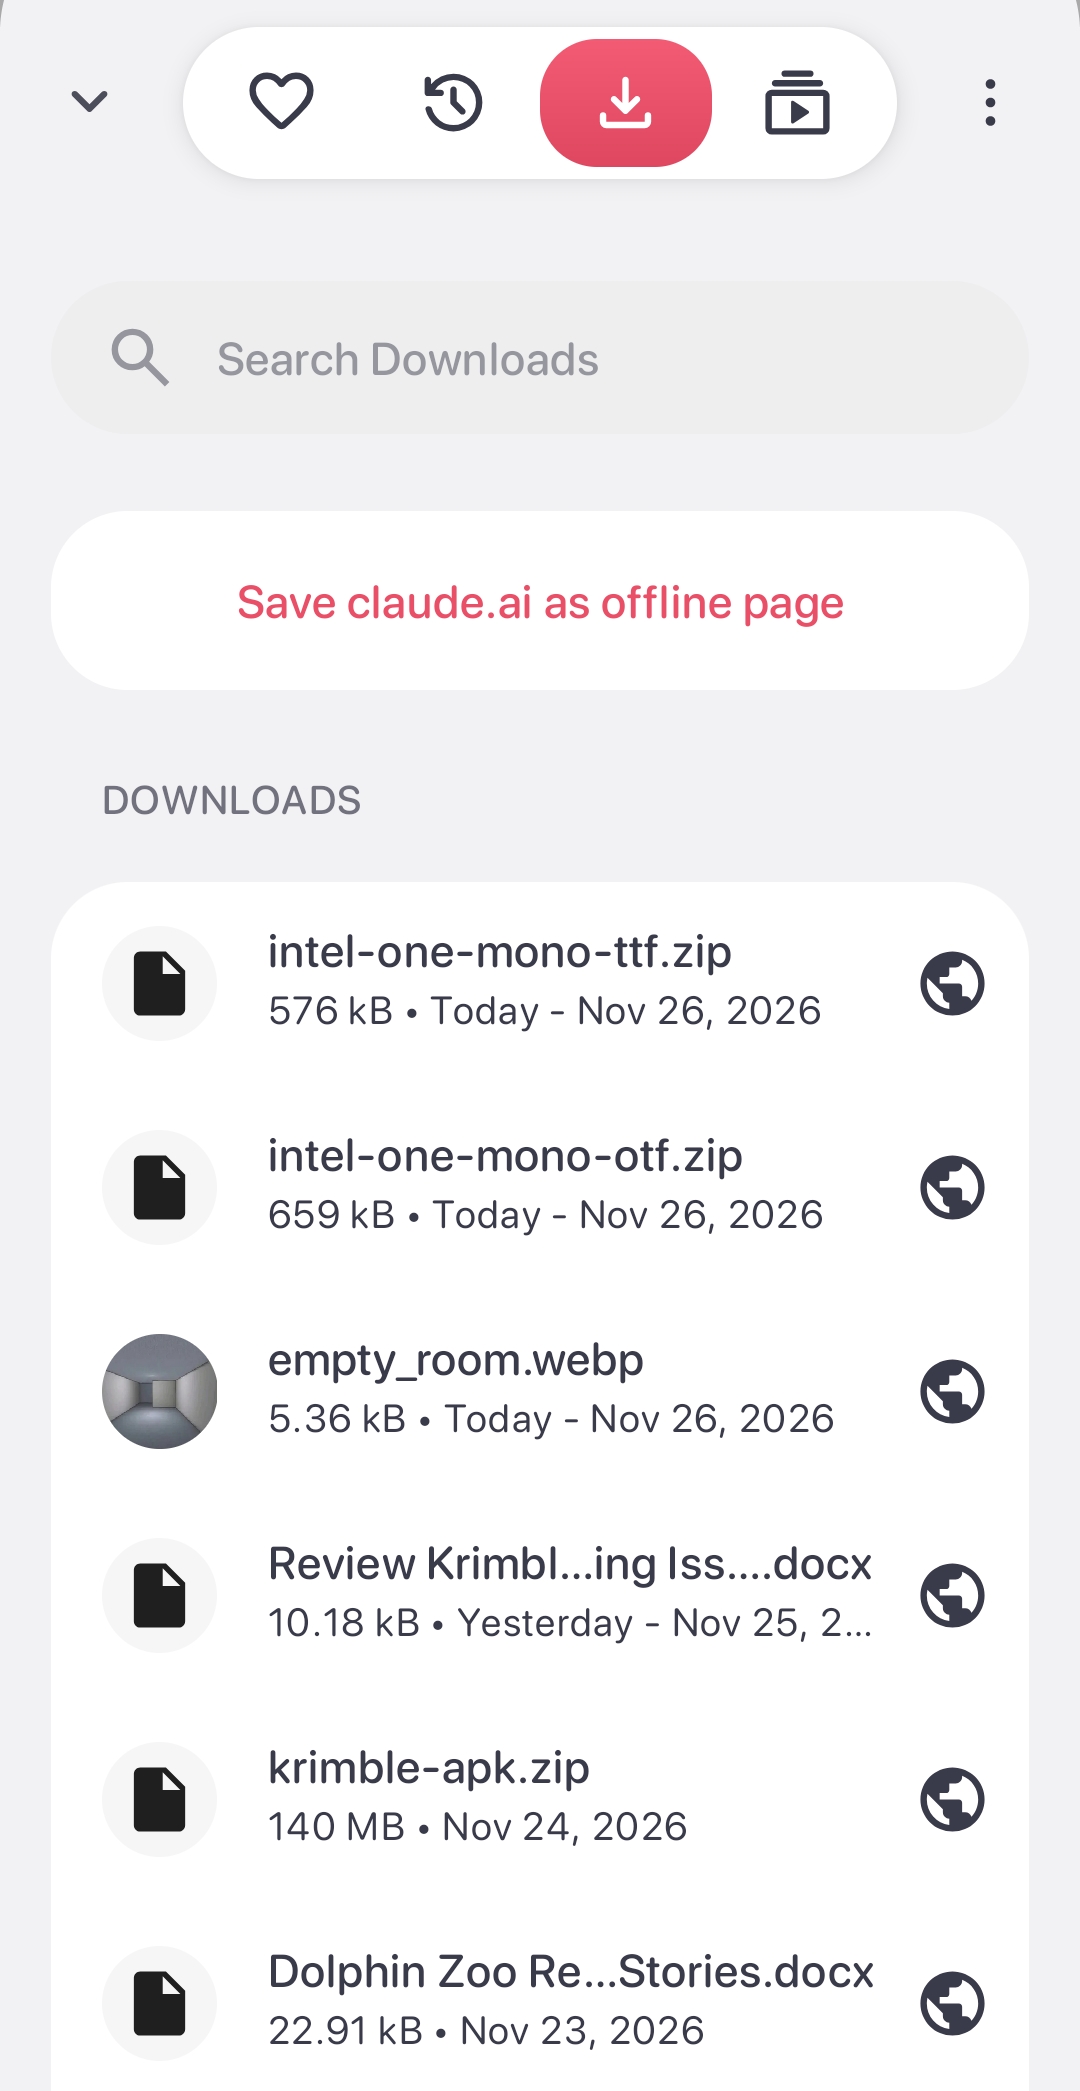 Search Downloads
Save claude.ai as offline page
DOWNLOADS
intel-one-mono-ttf.zip
576 kB • Today - Nov 26, 2026
intel-one-mono-otf.zip
659 kB • Today - Nov 26, 2026
empty_room.webp
5.36 kB • Today - Nov 26, 2026
Review Krimbl...ing Iss....docx
10.18 kB • Yesterday - Nov 25, 2...
krimble-apk.zip
140 MB • Nov 24, 2026
Dolphin Zoo Re...Stories.docx
22.91 kB • Nov 23, 2026